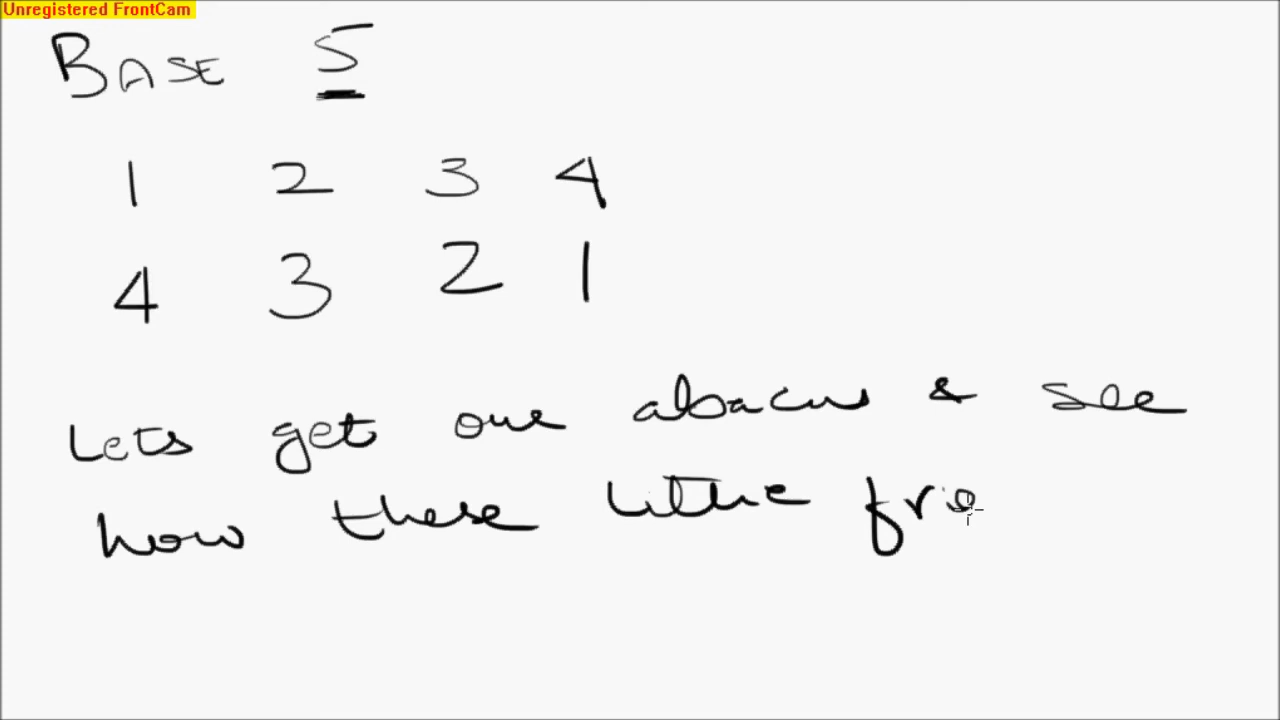 Unregistered FrontCam
BASE 5
1 2 3 4
4 3 2 1
Lets get our abacus & see
how these little frie